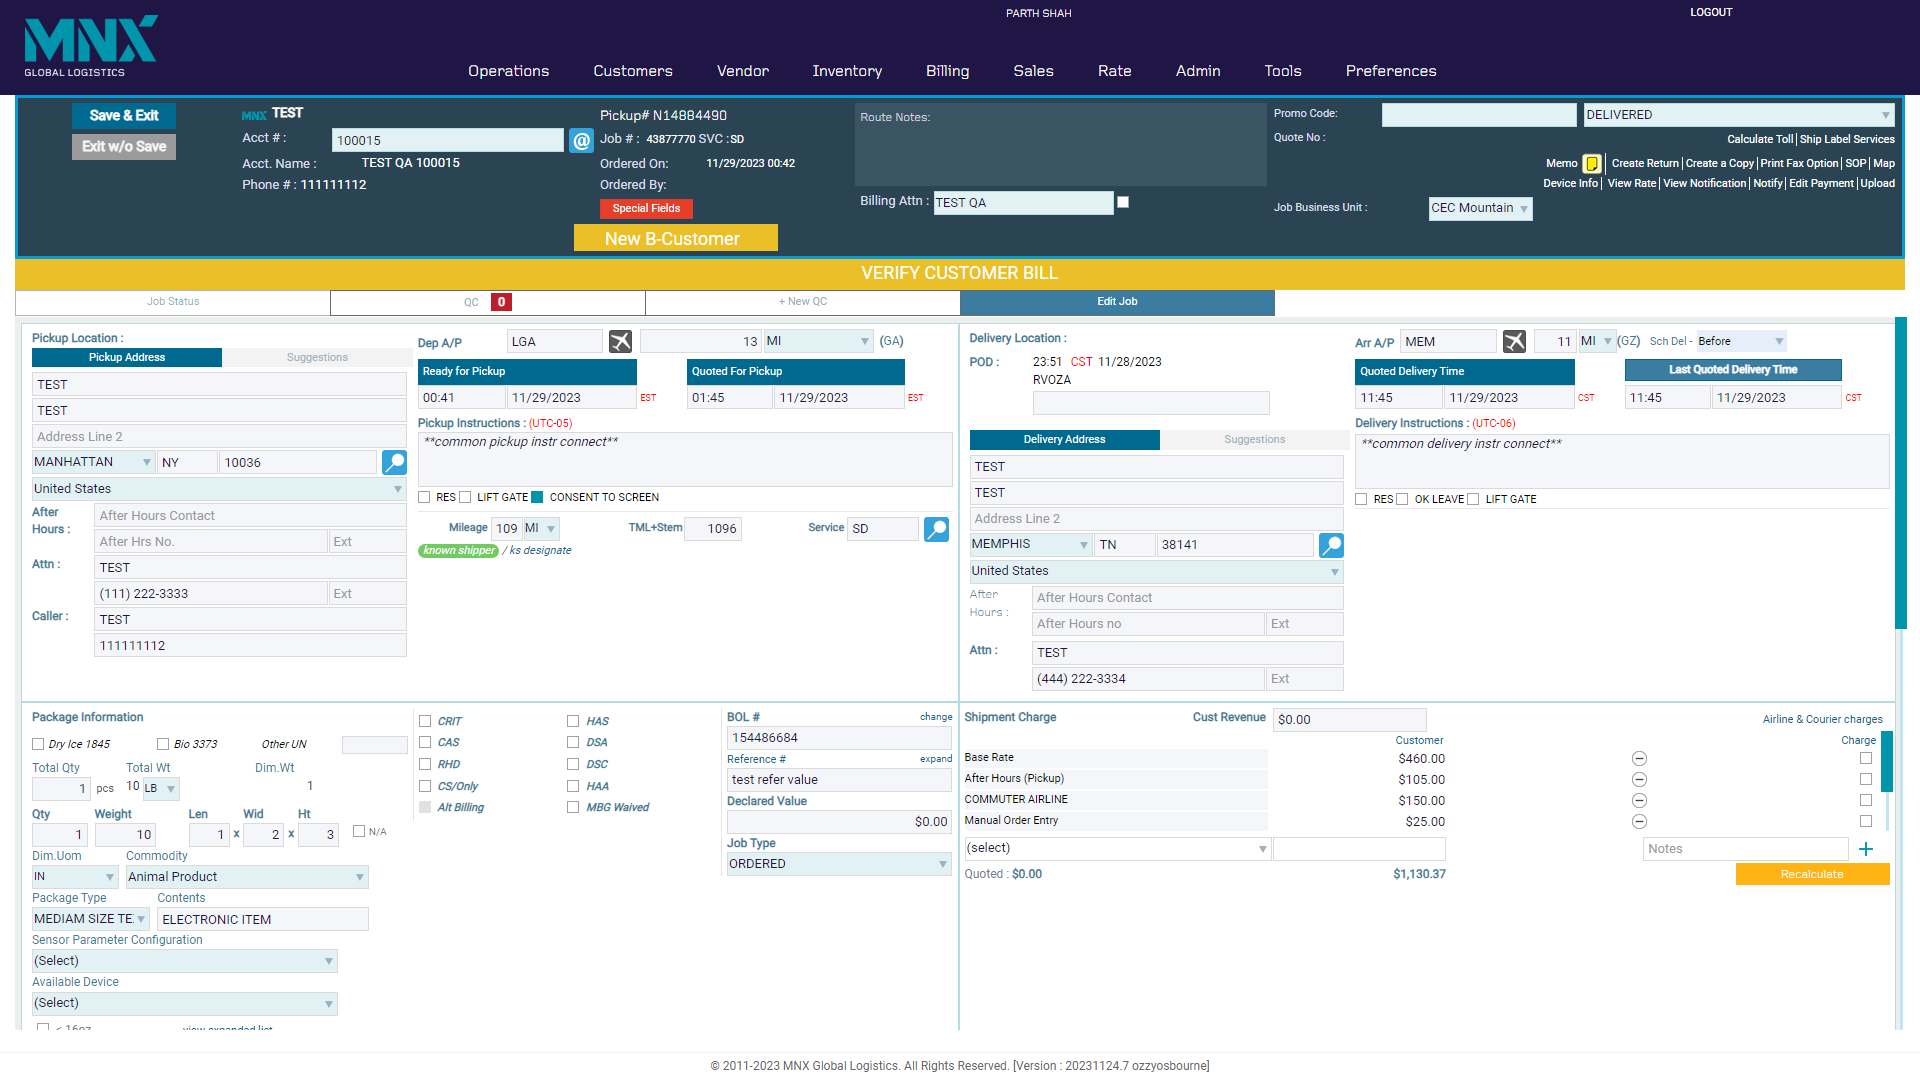 PARTH SHAH
LOGOUT
MNX
GLOBAL LOGISTICS
Operations Customers Vendor Inventory Billing Sales Rate Admin Tools Preferences
Save & Exit
Exit w/o Save
MNX TEST
Acct # : 100015 @
Acct. Name : TEST QA 100015
Phone # : 111111112
Pickup# N14884490
Job # : 43877770 SVC :SD
Ordered On: 11/29/2023 00:42
Ordered By:
Special Fields
New B-Customer
Route Notes:
Billing Attn : TEST QA
Promo Code: DELIVERED
Quote No :
Calculate Toll Ship Label Services
Memo Create Return Create a Copy Print Fax Option SOP Map
Device Info View Rate View Notification Notify Edit Payment Upload
Job Business Unit : CEC Mountain
VERIFY CUSTOMER BILL
Job Status QC 0 + New QC Edit Job
Pickup Location :
Pickup Address Suggestions
TEST
TEST
Address Line 2
MANHATTAN NY 10036
United States
After Hours : After Hours Contact
After Hrs No. Ext
Attn : TEST
(111) 222-3333 Ext
Caller : TEST
111111112
Dep A/P LGA 13 MI (GA)
Ready for Pickup Quoted For Pickup
00:41 11/29/2023 EST 01:45 11/29/2023 EST
Pickup Instructions : (UTC-05)
**common pickup instr connect**
RES LIFT GATE CONSENT TO SCREEN
Mileage 109 MI TML+Stem 1096 Service SD
known shipper / ks designate
Delivery Location :
POD : 23:51 CST 11/28/2023
RVOZA
Delivery Address Suggestions
TEST
TEST
Address Line 2
MEMPHIS TN 38141
United States
After Hours : After Hours Contact
After Hours no Ext
Attn : TEST
(444) 222-3334 Ext
Arr A/P MEM 11 MI (GZ) Sch Del - Before
Quoted Delivery Time Last Quoted Delivery Time
11:45 11/29/2023 CST 11:45 11/29/2023 CST
Delivery Instructions : (UTC-06)
**common delivery instr connect**
RES OK LEAVE LIFT GATE
Package Information
Dry Ice 1845 Bio 3373 Other UN
Total Qty Total Wt Dim.Wt
1 pcs 10 LB 1
Qty Weight Len Wid Ht
1 10 1 x 2 x 3 N/A
Dim.Uom Commodity
IN Animal Product
Package Type Contents
MEDIAM SIZE TE ELECTRONIC ITEM
Sensor Parameter Configuration
(Select)
Available Device
(Select)
< 16oz view expanded list
CRIT HAS
CAS DSA
RHD DSC
CS/Only HAA
Alt Billing MBG Waived
BOL # change
154486684
Reference # expand
test refer value
Declared Value
$0.00
Job Type
ORDERED
Shipment Charge Cust Revenue $0.00 Airline & Courier charges
Customer Charge
Base Rate $460.00
After Hours (Pickup) $105.00
COMMUTER AIRLINE $150.00
Manual Order Entry $25.00
(select) Notes +
Quoted : $0.00 $1,130.37 Recalculate
© 2011-2023 MNX Global Logistics. All Rights Reserved. [Version : 20231124.7 ozzyosbourne]